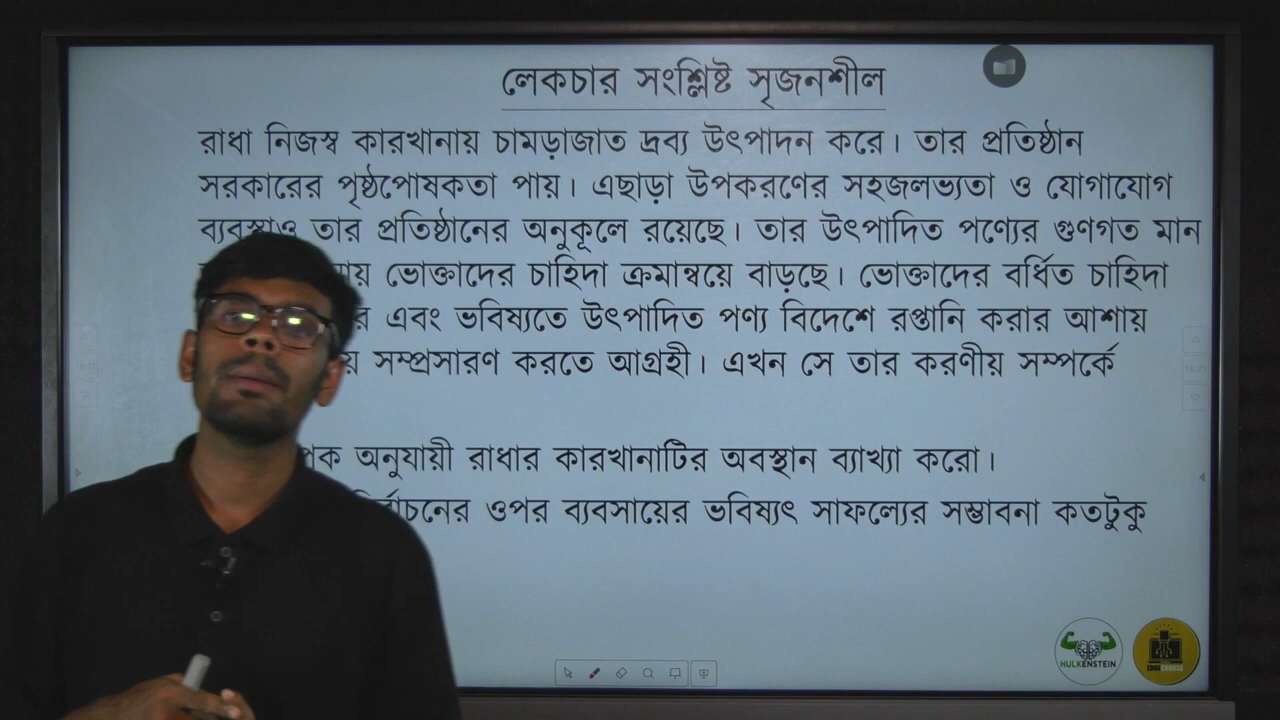 লেকচার সংশ্লিষ্ট সৃজনশীল
রাধা নিজস্ব কারখানায় চামড়াজাত দ্রব্য উৎপাদন করে। তার প্রতিষ্ঠান
সরকারের পৃষ্ঠপোষকতা পায়। এছাড়া উপকরণের সহজলভ্যতা ও যোগাযোগ
ব্যবস্থাও তার প্রতিষ্ঠানের অনুকূলে রয়েছে। তার উৎপাদিত পণ্যের গুণগত মান
ভোক্তাদের চাহিদা ক্রমান্বয়ে বাড়ছে। ভোক্তাদের বর্ধিত চাহিদা
এবং ভবিষ্যতে উৎপাদিত পণ্য বিদেশে রপ্তানি করার আশায়
সম্প্রসারণ করতে আগ্রহী। এখন সে তার করণীয় সম্পর্কে
অনুযায়ী রাধার কারখানাটির অবস্থান ব্যাখ্যা করো।
ওপর ব্যবসায়ের ভবিষ্যৎ সাফল্যের সম্ভাবনা কতটুকু
HULKENSTEIN